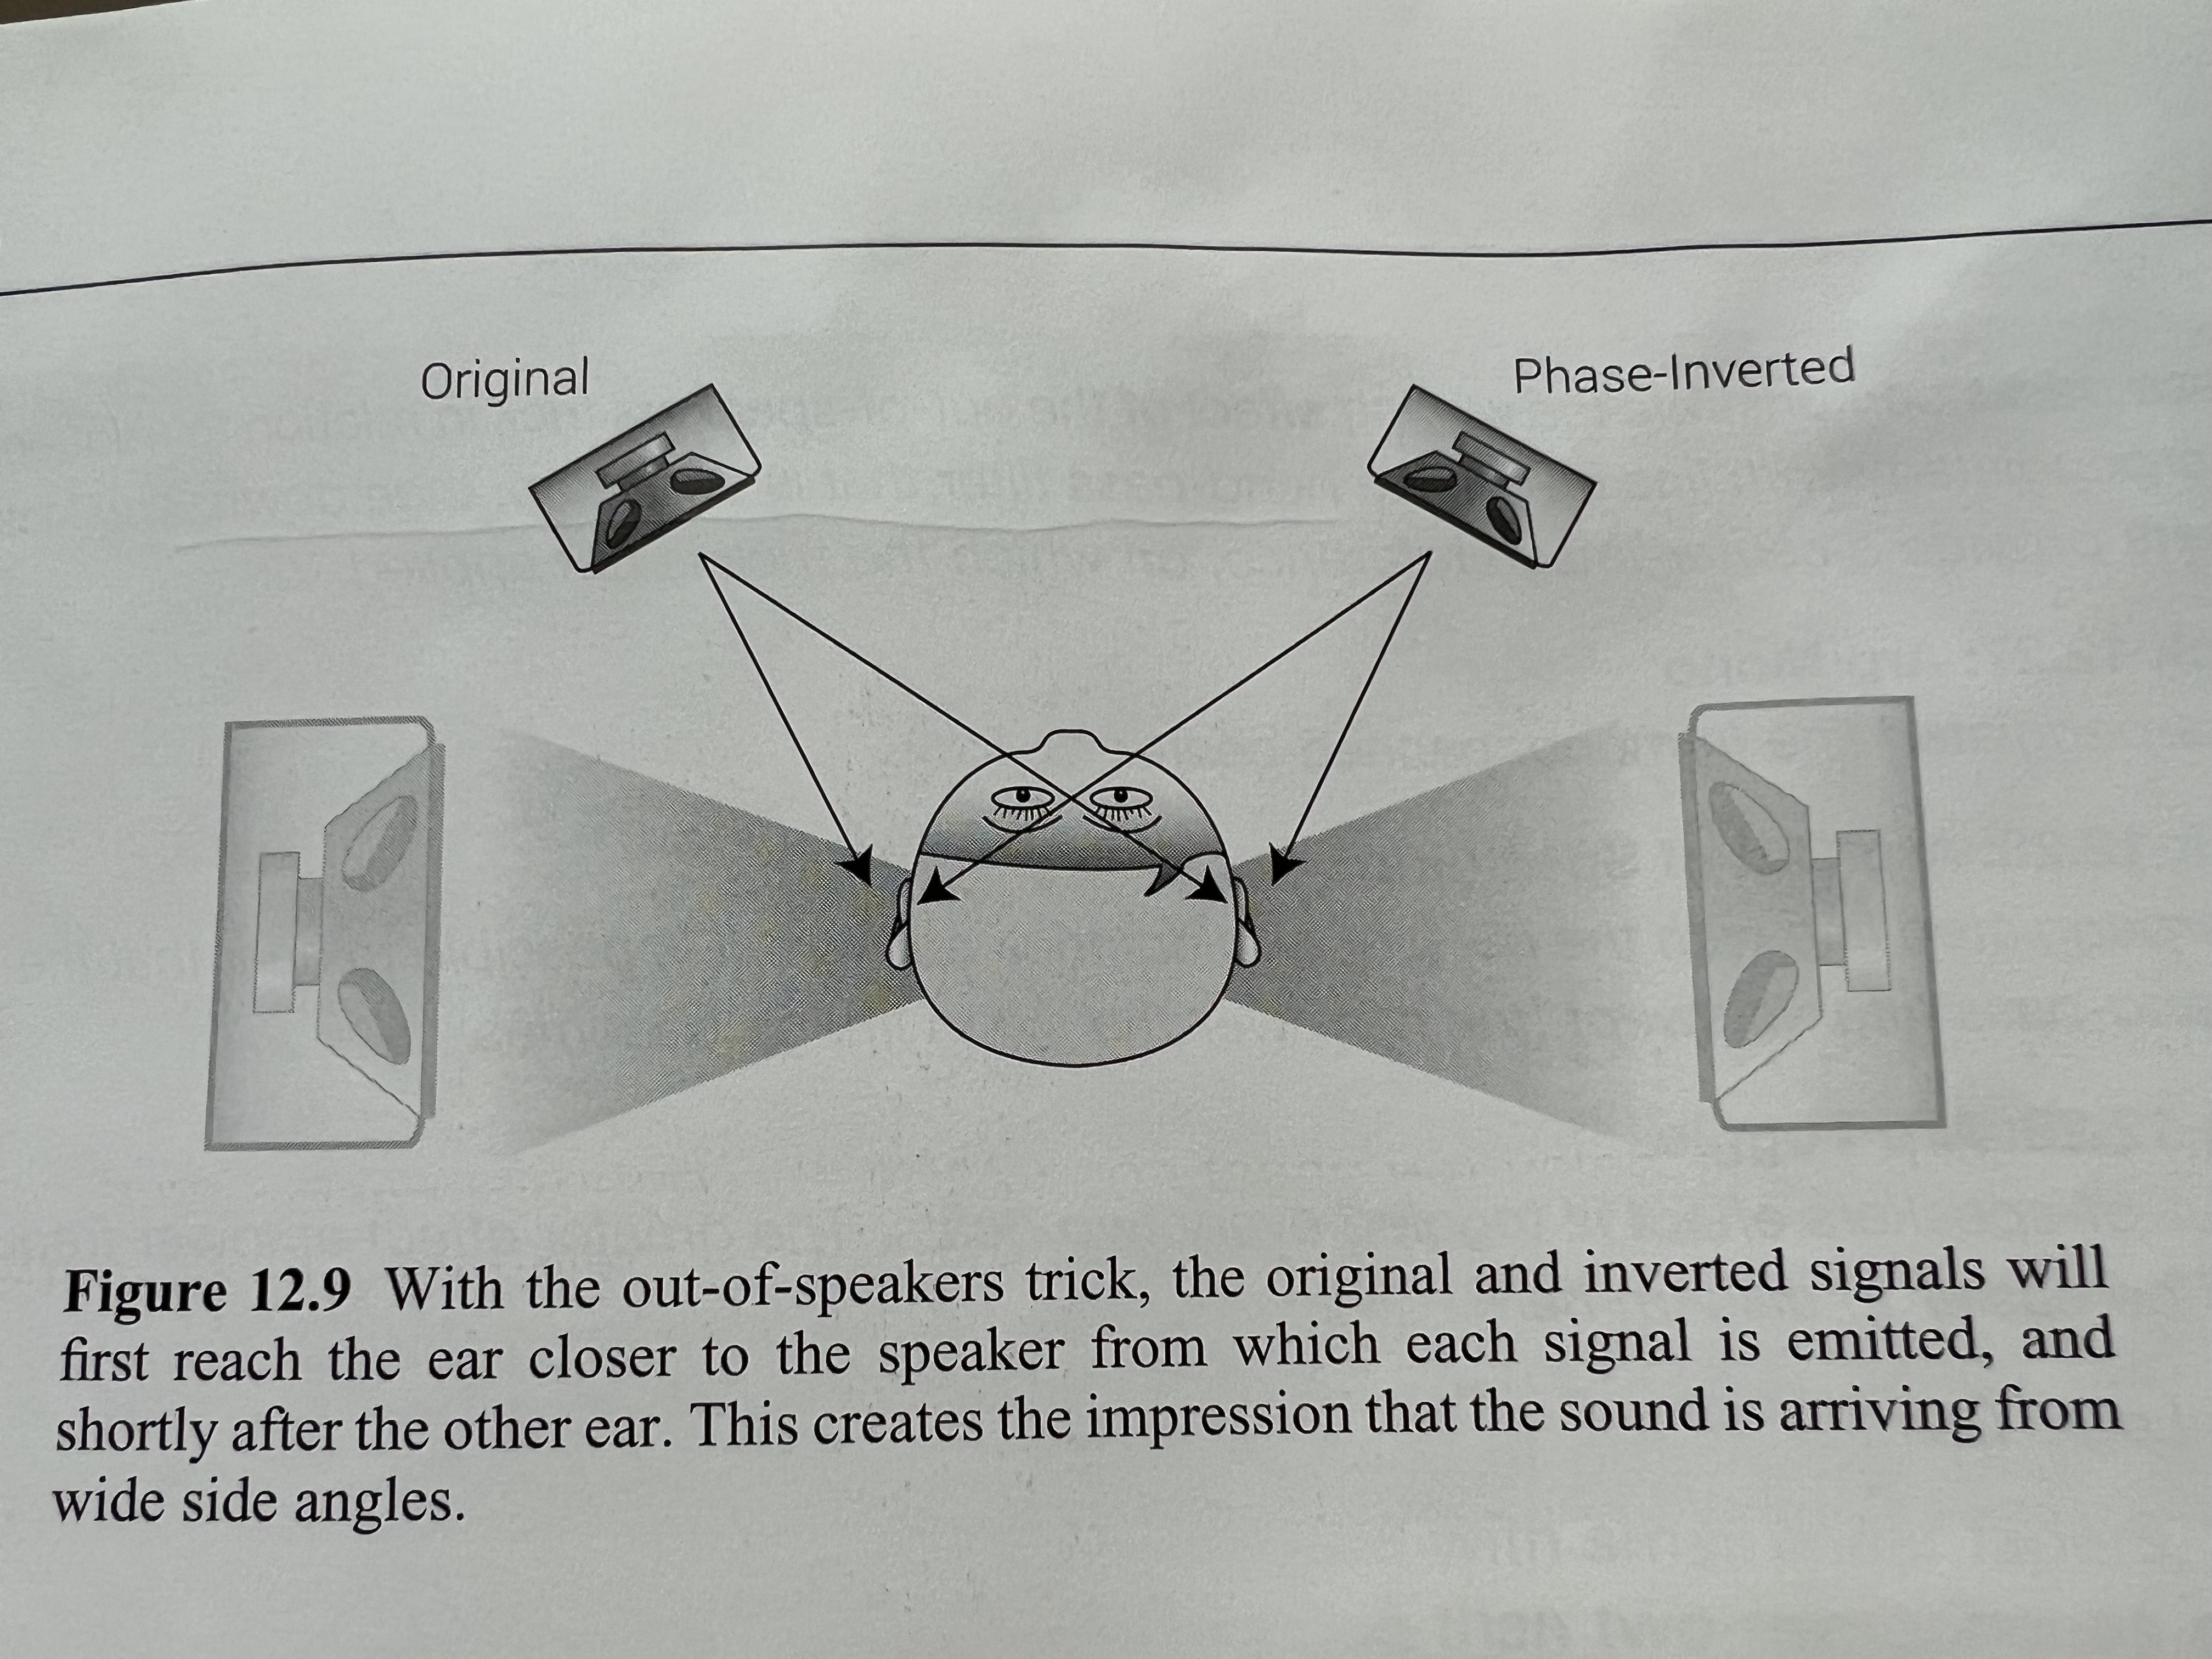 Original
Phase-Inverted
Figure 12.9 With the out-of-speakers trick, the original and inverted signals will
first reach the ear closer to the speaker from which each signal is emitted, and
shortly after the other ear. This creates the impression that the sound is arriving from
wide side angles.